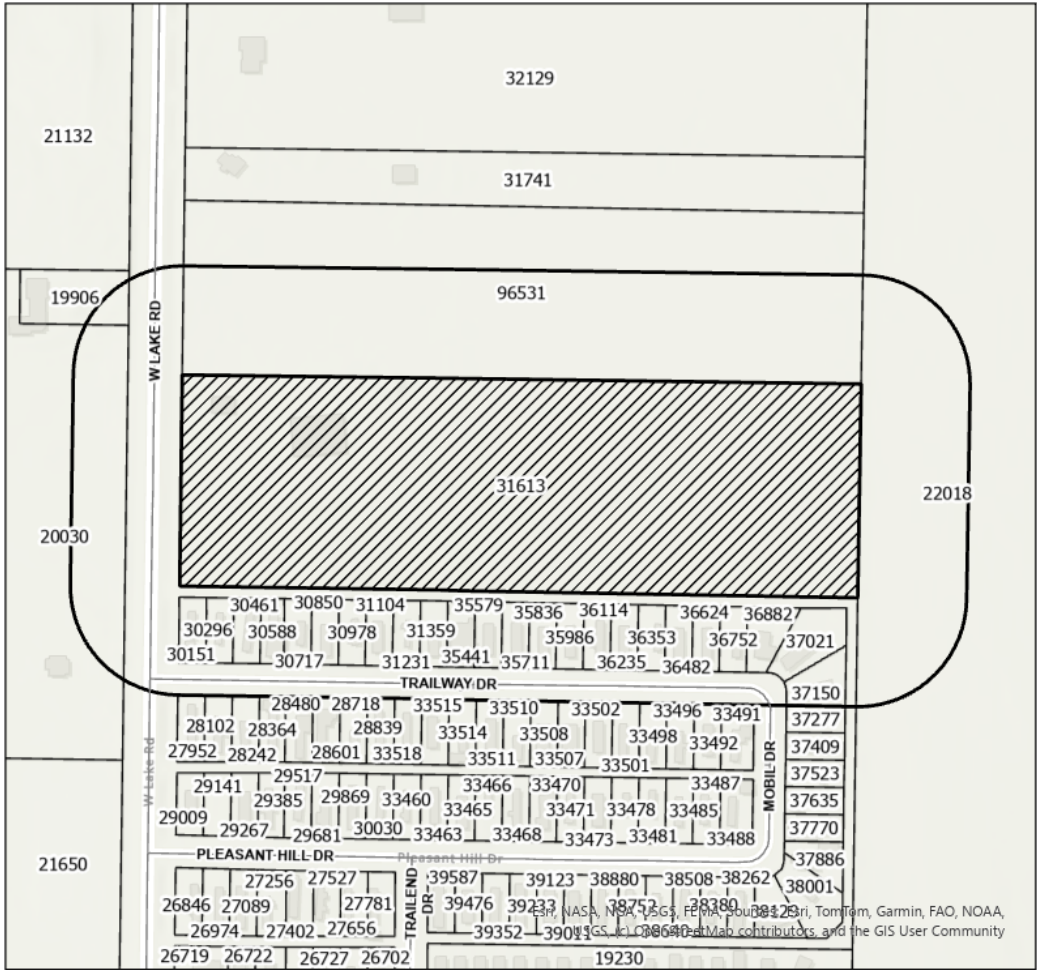 32129
21132
31741
96531
19906
W LAKE RD
31613
22018
20030
30461 30850 31104 35579 35836 36114 36624 36882
30296 30588 30978 31359 35986 36353 36752 37021
30151 30717 31231 35441 35711 36235 36482
TRAILWAY DR
37150
28480 28718 33515 33510 33502 33496 33491
37277
28102 28364 28839 33514 33508 33498 33492
27952 28242 28601 33518 33511 33507 33501
37409
W Lake Rd
MOBIL DR
29517
37523
29141 29385 29869 33460 33466 33470 33487
37635
33465 33471 33478 33485
29009 29267 29681 30030 33463 33468 33473 33481 33488
37770
PLEASANT HILL DR
Pleasant Hill Dr
37886
21650
27256 27527 39587 39123 38880 38508 38262
38001
TRAILEND DR
26846 27089 27781 39476 39233 38752 38380
26974 27402 27656 39352 39011
Esri, NASA, NGA, USGS, FEMA, Sources: Esri, TomTom, Garmin, FAO, NOAA,
USGS, (c) OpenStreetMap contributors, and the GIS User Community
26719 26722 26727 26702 19230